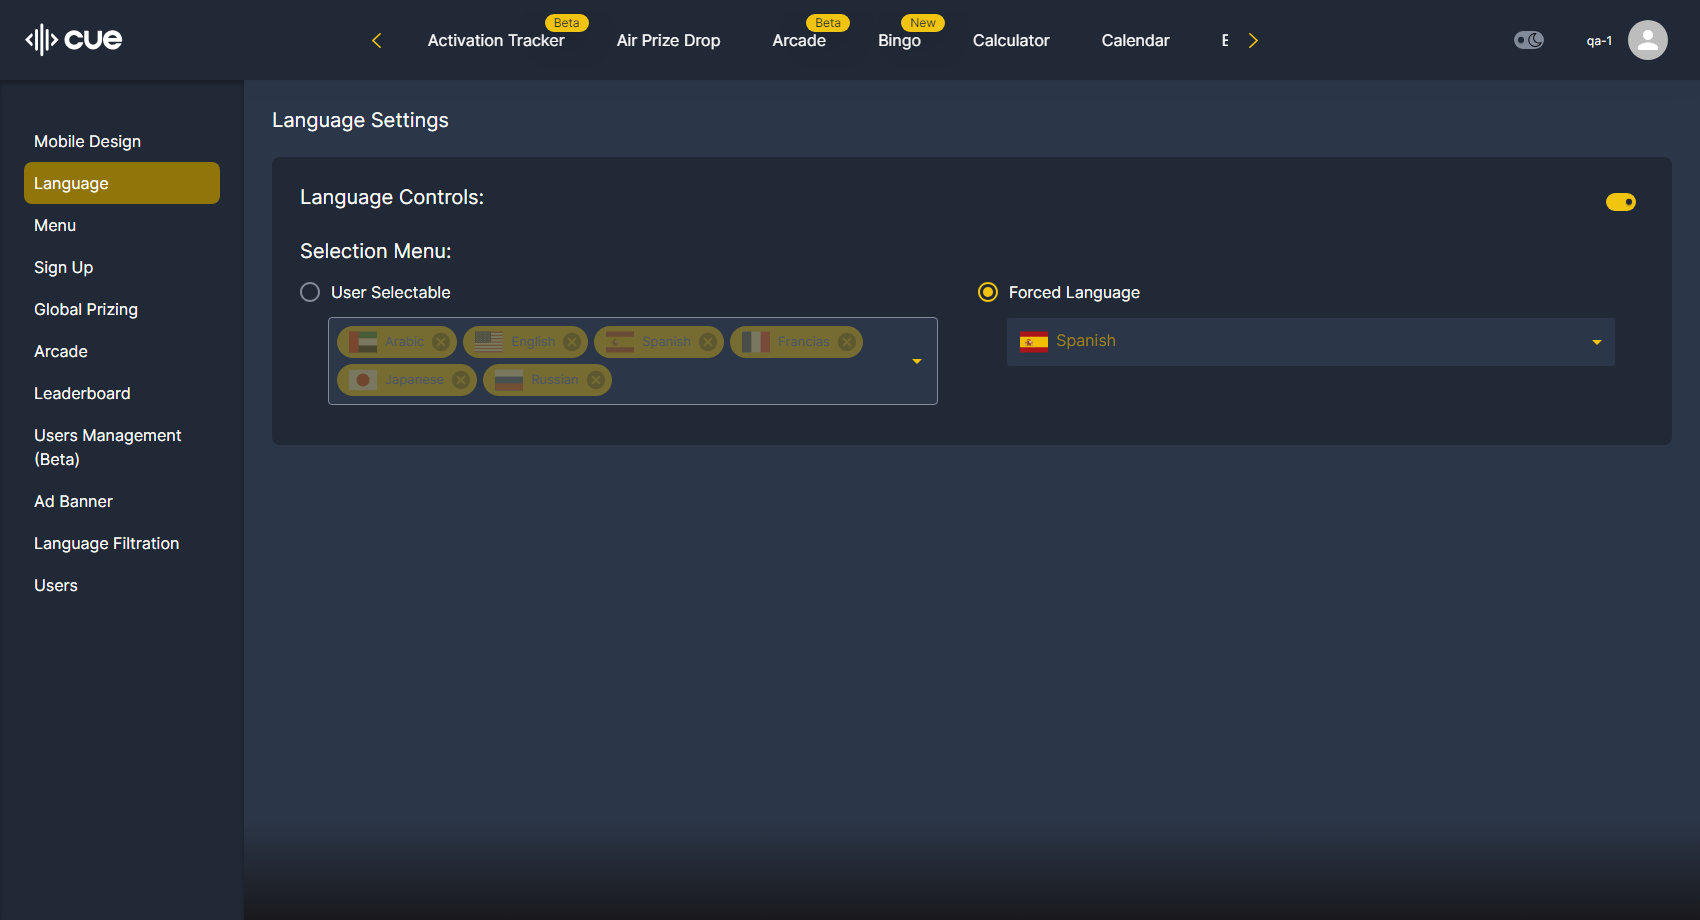 cue
Activation Tracker
Beta
Air Prize Drop
Arcade
Beta
Bingo
New
Calculator
Calendar
qa-1
Mobile Design
Language
Menu
Sign Up
Global Prizing
Arcade
Leaderboard
Users Management
(Beta)
Ad Banner
Language Filtration
Users
Language Settings
Language Controls:
Selection Menu:
User Selectable
Arabic
English
Spanish
Francias
Japanese
Russian
Forced Language
Spanish